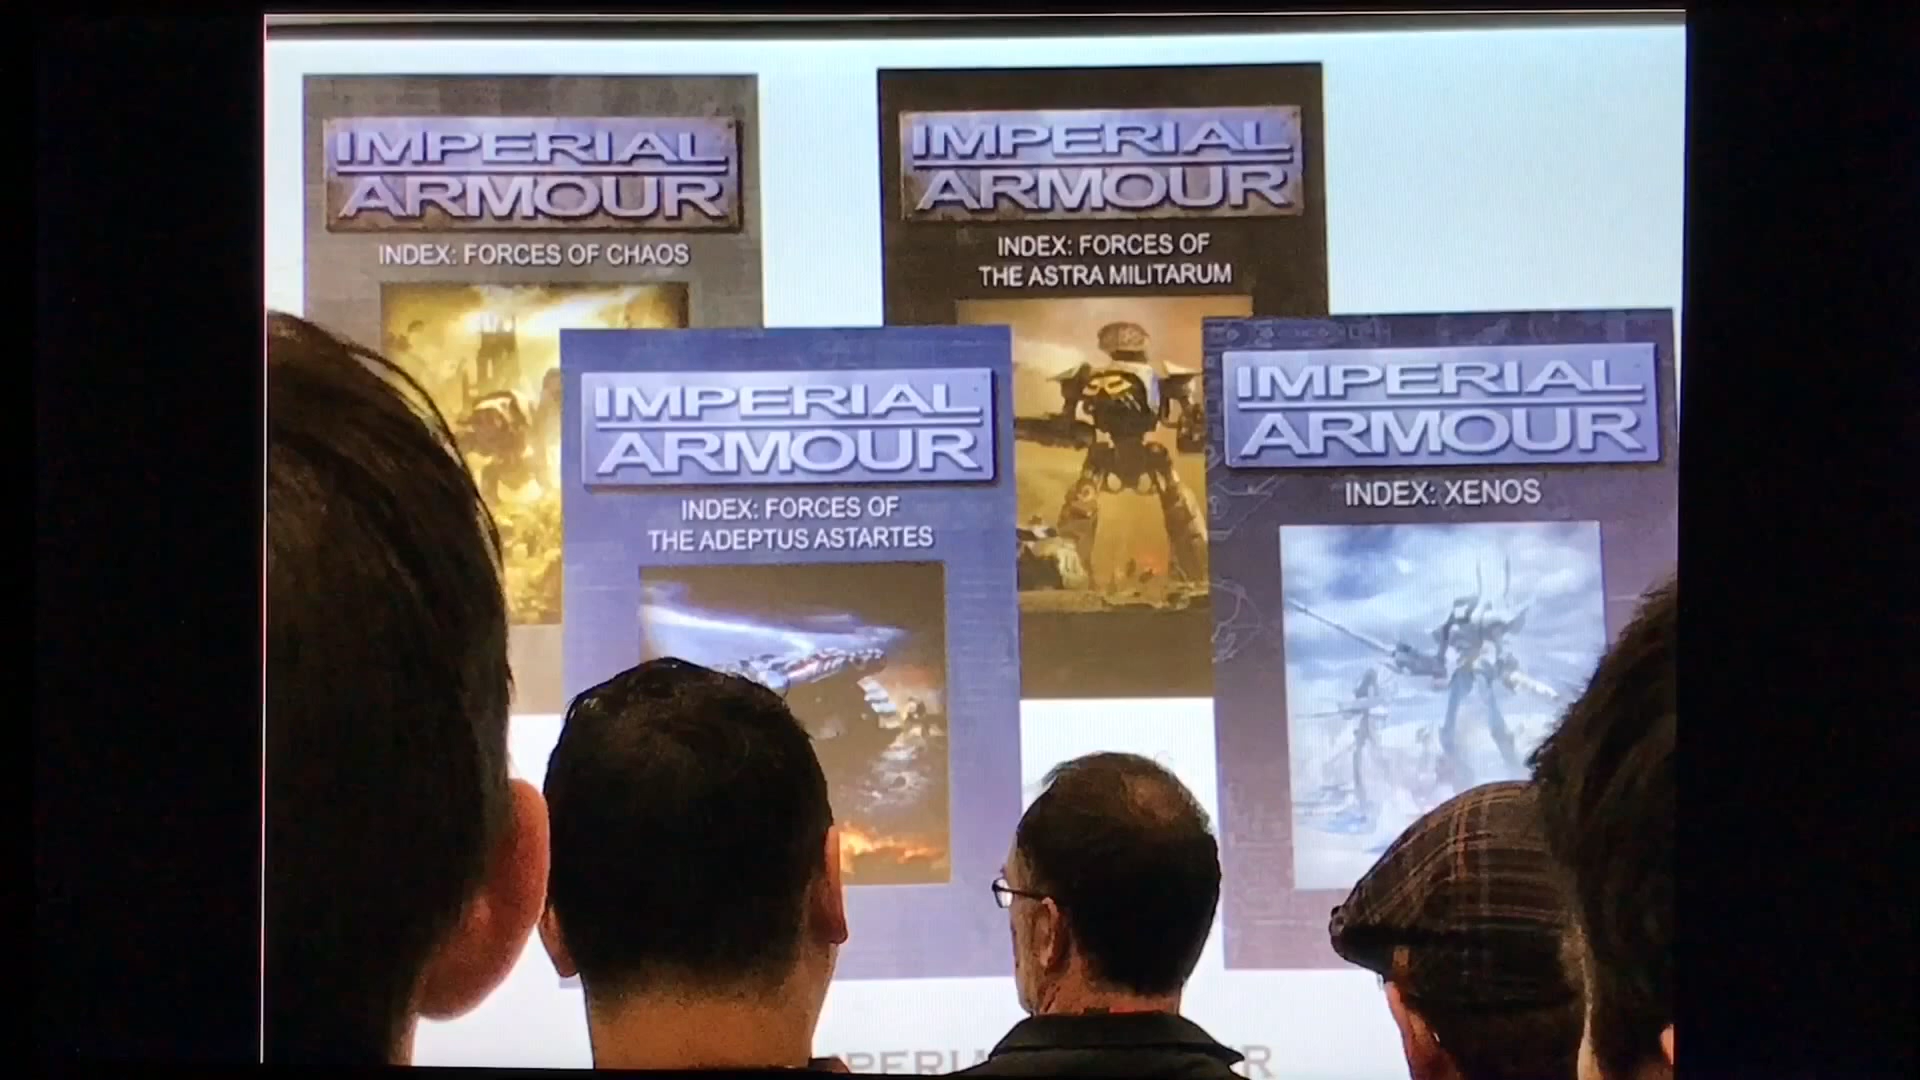 IMPERIAL
ARMOUR
INDEX: FORCES OF CHAOS
IMPERIAL
ARMOUR
INDEX: FORCES OF
THE ASTRA MILITARUM
IMPERIAL
ARMOUR
INDEX: FORCES OF
THE ADEPTUS ASTARTES
IMPERIAL
ARMOUR
INDEX: XENOS